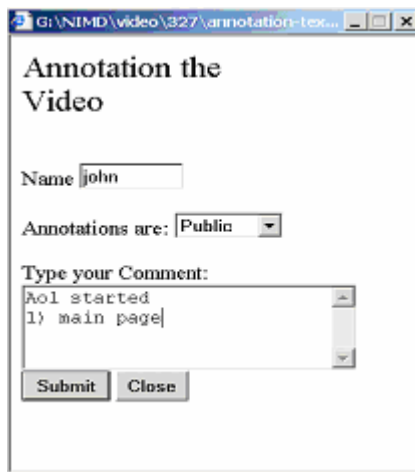 G:\NIMD\video\327\annotation-tex...
Annotation the
Video
Name john
Annotations are: Public
Type your Comment:
Aol started
1) main page
Submit Close